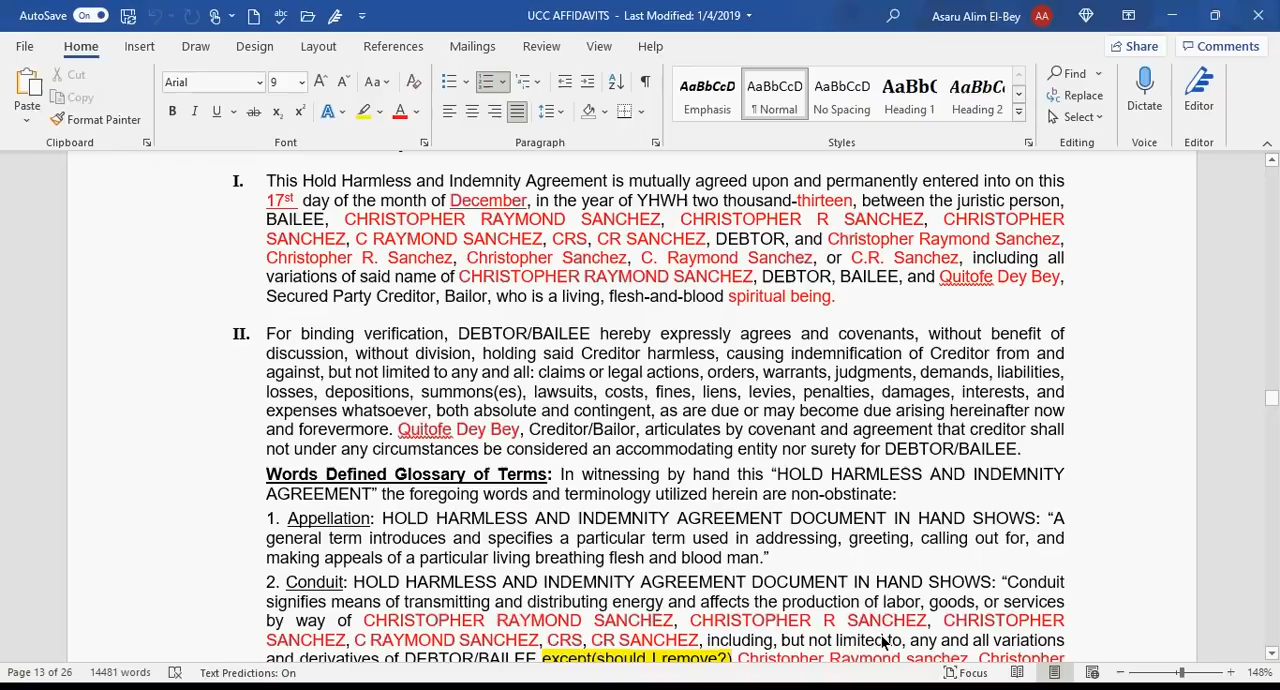 AutoSave On UCC AFFIDAVITS - Last Modified: 1/4/2019 Asaru Alim El-Bey AA
File Home Insert Draw Design Layout References Mailings Review View Help Share Comments
Paste Cut Copy Format Painter Arial 9 Aa A
B I U ab x₂ x² A A
AaBbCcD AaBbCcD AaBbCcD AaBb( AaBbCc
Emphasis ¶ Normal No Spacing Heading 1 Heading 2
Find Replace Select Dictate Editor
Clipboard Font Paragraph Styles Editing Voice Editor
I. This Hold Harmless and Indemnity Agreement is mutually agreed upon and permanently entered into on this
17st day of the month of December, in the year of YHWH two thousand-thirteen, between the juristic person,
BAILEE, CHRISTOPHER RAYMOND SANCHEZ, CHRISTOPHER R SANCHEZ, CHRISTOPHER
SANCHEZ, C RAYMOND SANCHEZ, CRS, CR SANCHEZ, DEBTOR, and Christopher Raymond Sanchez,
Christopher R. Sanchez, Christopher Sanchez, C. Raymond Sanchez, or C.R. Sanchez, including all
variations of said name of CHRISTOPHER RAYMOND SANCHEZ, DEBTOR, BAILEE, and Quitofe Dey Bey,
Secured Party Creditor, Bailor, who is a living, flesh-and-blood spiritual being.
II. For binding verification, DEBTOR/BAILEE hereby expressly agrees and covenants, without benefit of
discussion, without division, holding said Creditor harmless, causing indemnification of Creditor from and
against, but not limited to any and all: claims or legal actions, orders, warrants, judgments, demands, liabilities,
losses, depositions, summons(es), lawsuits, costs, fines, liens, levies, penalties, damages, interests, and
expenses whatsoever, both absolute and contingent, as are due or may become due arising hereinafter now
and forevermore. Quitofe Dey Bey, Creditor/Bailor, articulates by covenant and agreement that creditor shall
not under any circumstances be considered an accommodating entity nor surety for DEBTOR/BAILEE.
Words Defined Glossary of Terms: In witnessing by hand this “HOLD HARMLESS AND INDEMNITY
AGREEMENT” the foregoing words and terminology utilized herein are non-obstinate:
1. Appellation: HOLD HARMLESS AND INDEMNITY AGREEMENT DOCUMENT IN HAND SHOWS: “A
general term introduces and specifies a particular term used in addressing, greeting, calling out for, and
making appeals of a particular living breathing flesh and blood man.”
2. Conduit: HOLD HARMLESS AND INDEMNITY AGREEMENT DOCUMENT IN HAND SHOWS: “Conduit
signifies means of transmitting and distributing energy and affects the production of labor, goods, or services
by way of CHRISTOPHER RAYMOND SANCHEZ, CHRISTOPHER R SANCHEZ, CHRISTOPHER
SANCHEZ, C RAYMOND SANCHEZ, CRS, CR SANCHEZ, including, but not limited to, any and all variations
and derivatives of DEBTOR/BAILEE except(should I remove?) Christopher Raymond sanchez, Christopher
Page 13 of 26 14481 words Text Predictions: On Focus 148%